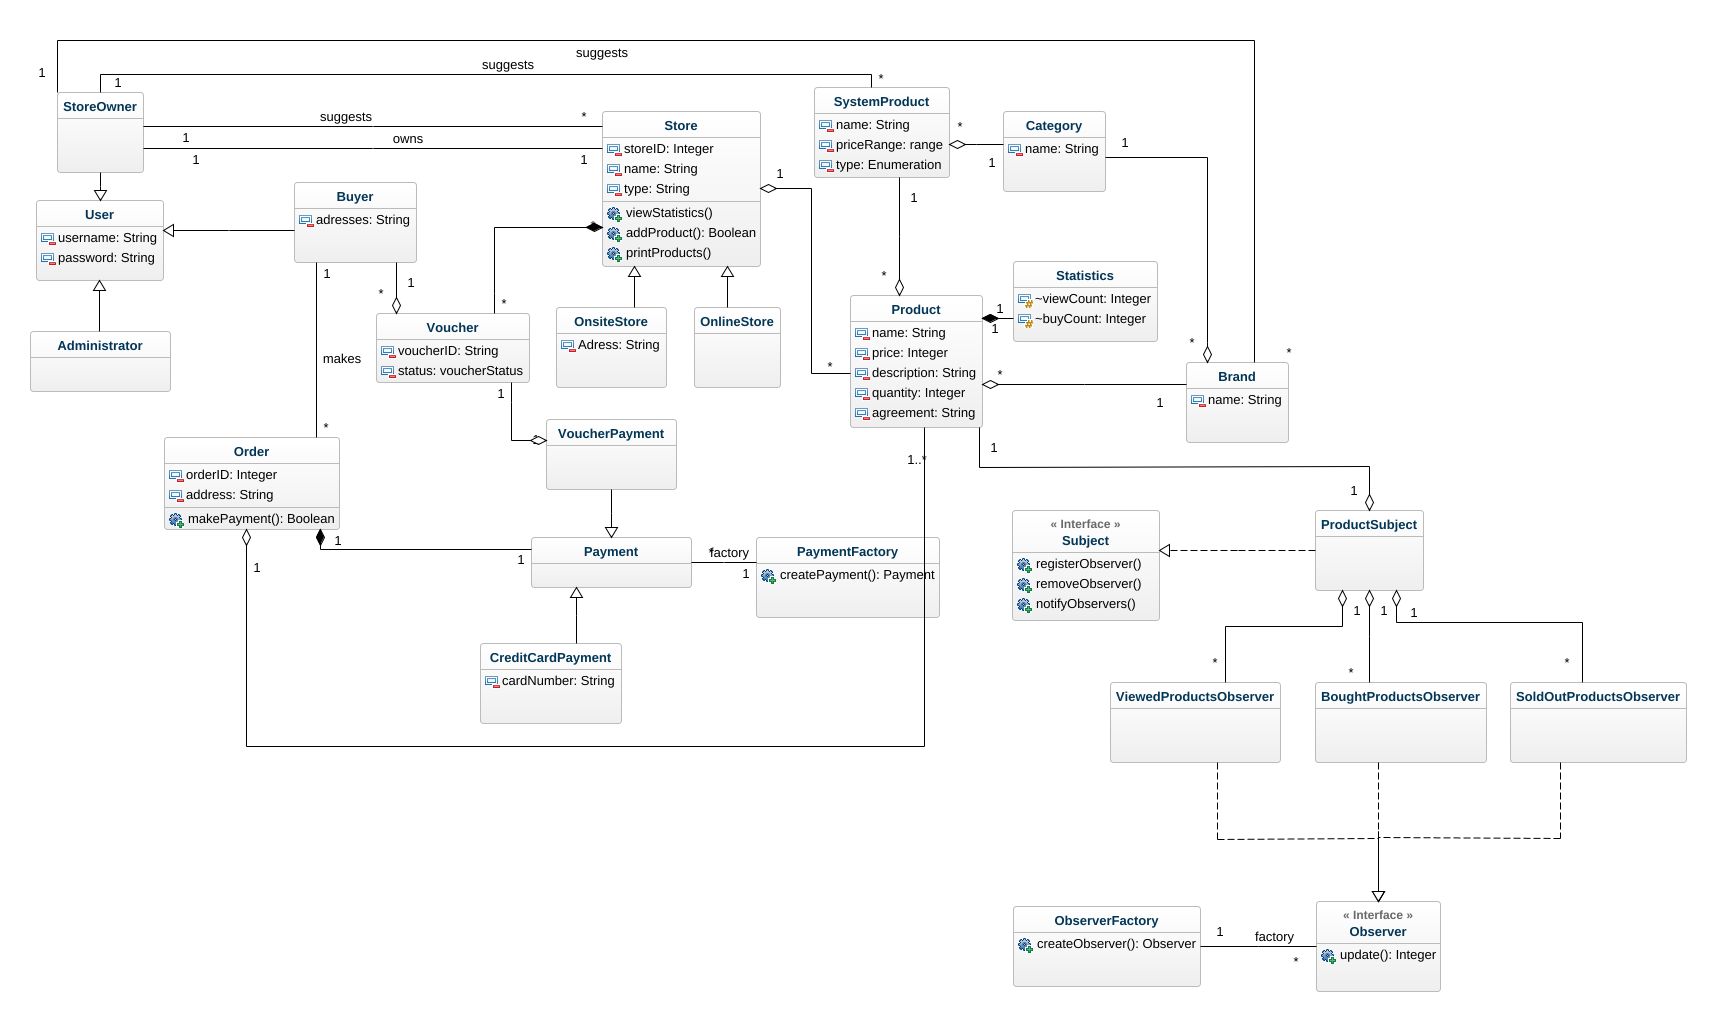 suggests
suggests
1
1
*
StoreOwner
suggests
*
1
owns
1
1
Store
storeID: Integer
name: String
type: String
viewStatistics()
addProduct(): Boolean
printProducts()
1
SystemProduct
name: String
priceRange: range
type: Enumeration
*
1
Category
name: String
1
1
*
User
username: String
password: String
Buyer
adresses: String
1
1
*
*
Administrator
makes
*
Voucher
voucherID: String
status: voucherStatus
1
OnsiteStore
Adress: String
OnlineStore
*
Product
name: String
price: Integer
description: String
quantity: Integer
agreement: String
1
1
Statistics
~viewCount: Integer
~buyCount: Integer
*
1
*
*
Brand
name: String
1..*
1
1
Order
orderID: Integer
address: String
makePayment(): Boolean
1
1
1
VoucherPayment
Payment
*
factory
1
PaymentFactory
createPayment(): Payment
CreditCardPayment
cardNumber: String
« Interface »
Subject
registerObserver()
removeObserver()
notifyObservers()
ProductSubject
1
1
1
*
*
*
ViewedProductsObserver
BoughtProductsObserver
SoldOutProductsObserver
ObserverFactory
createObserver(): Observer
1
factory
*
« Interface »
Observer
update(): Integer